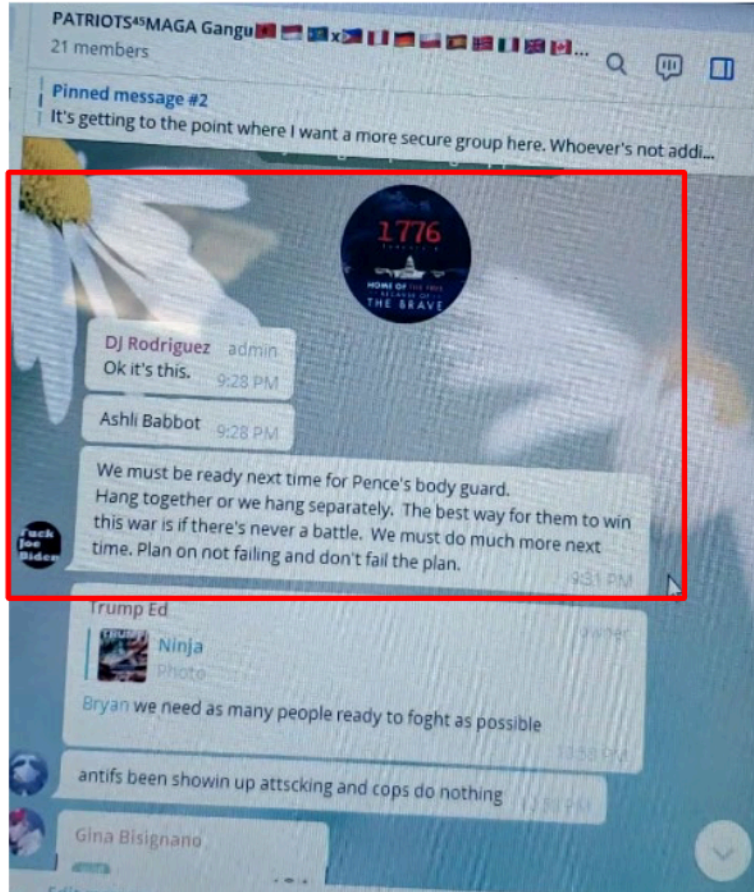 PATRIOTS⁴⁵MAGA Gangu🇦🇱🇮🇩🇰🇿x🇵🇭🇵🇪🇩🇪🇵🇱🇪🇸🇳🇴🇮🇹🇬🇧🇨🇦...
21 members
Pinned message #2
It's getting to the point where I want a more secure group here. Whoever's not addi...
1776
HOME OF THE FREE
BECAUSE OF
THE BRAVE
DJ Rodriguez admin
Ok it's this.
9:28 PM
Ashli Babbot
9:28 PM
We must be ready next time for Pence's body guard.
Hang together or we hang separately. The best way for them to win
this war is if there's never a battle. We must do much more next
time. Plan on not failing and don't fail the plan.
9:31 PM
Fuck
Joe
Biden
Trump Ed owner
Ninja
Photo
Bryan we need as many people ready to foght as possible
antifs been showin up attscking and cops do nothing
Gina Bisignano